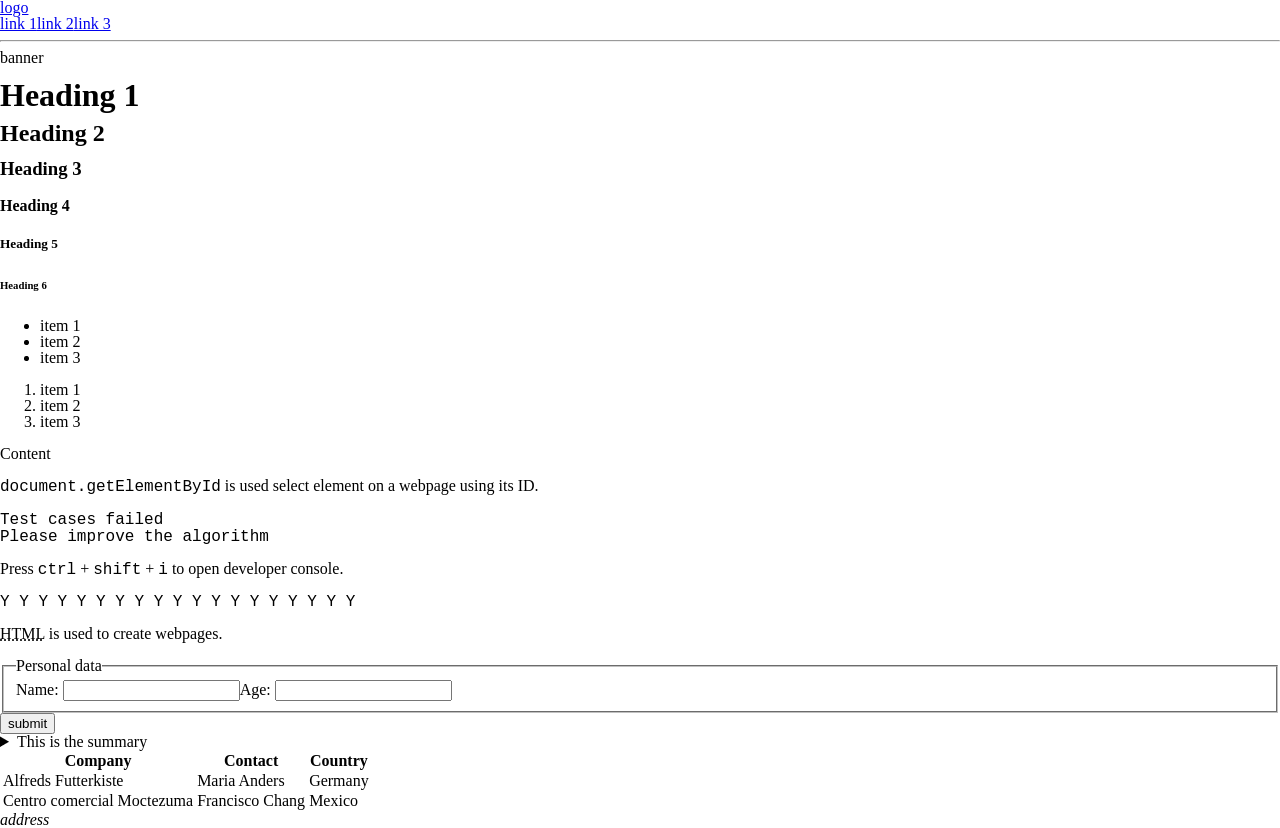 logo
link 1link 2link 3
banner
Heading 1
Heading 2
Heading 3
Heading 4
Heading 5
Heading 6
item 1
item 2
item 3
1. item 1
2. item 2
3. item 3
Content
document.getElementById is used select element on a webpage using its ID.
Test cases failed
Please improve the algorithm
Press ctrl + shift + i to open developer console.
Y Y Y Y Y Y Y Y Y Y Y Y Y Y Y Y Y Y Y
HTML is used to create webpages.
Personal data
Name: Age:
submit
This is the summary
Company Contact Country
Alfreds Futterkiste Maria Anders Germany
Centro comercial Moctezuma Francisco Chang Mexico
address